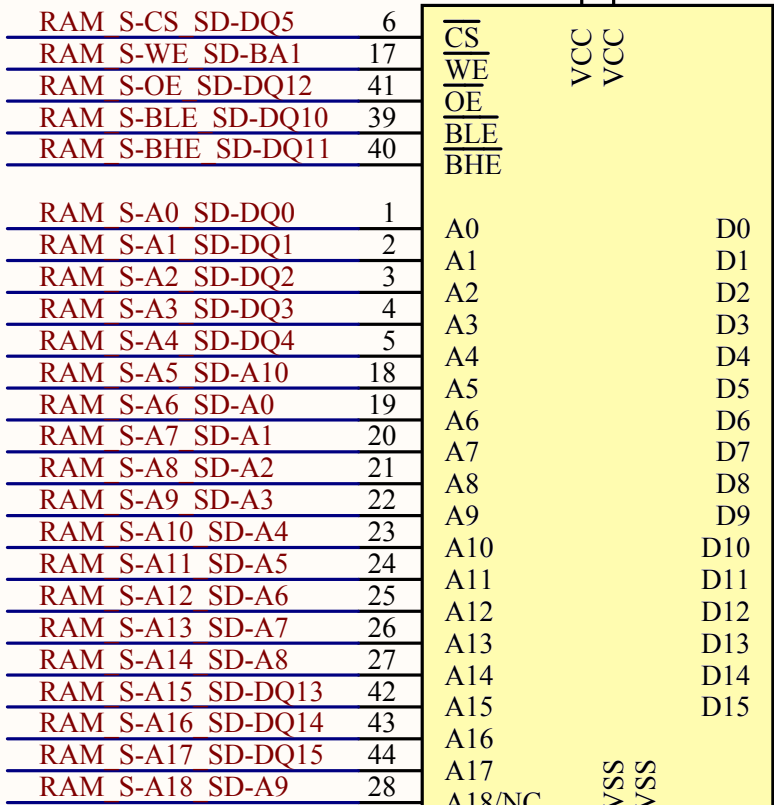 RAM_S-CS_SD-DQ5 6 CS VCC VCC
RAM_S-WE_SD-BA1 17 WE
RAM_S-OE_SD-DQ12 41 OE
RAM_S-BLE_SD-DQ10 39 BLE
RAM_S-BHE_SD-DQ11 40 BHE
RAM_S-A0_SD-DQ0 1 A0 D0
RAM_S-A1_SD-DQ1 2 A1 D1
RAM_S-A2_SD-DQ2 3 A2 D2
RAM_S-A3_SD-DQ3 4 A3 D3
RAM_S-A4_SD-DQ4 5 A4 D4
RAM_S-A5_SD-A10 18 A5 D5
RAM_S-A6_SD-A0 19 A6 D6
RAM_S-A7_SD-A1 20 A7 D7
RAM_S-A8_SD-A2 21 A8 D8
RAM_S-A9_SD-A3 22 A9 D9
RAM_S-A10_SD-A4 23 A10 D10
RAM_S-A11_SD-A5 24 A11 D11
RAM_S-A12_SD-A6 25 A12 D12
RAM_S-A13_SD-A7 26 A13 D13
RAM_S-A14_SD-A8 27 A14 D14
RAM_S-A15_SD-DQ13 42 A15 D15
RAM_S-A16_SD-DQ14 43 A16
RAM_S-A17_SD-DQ15 44 A17 VSS VSS
RAM_S-A18_SD-A9 28 A18/NC